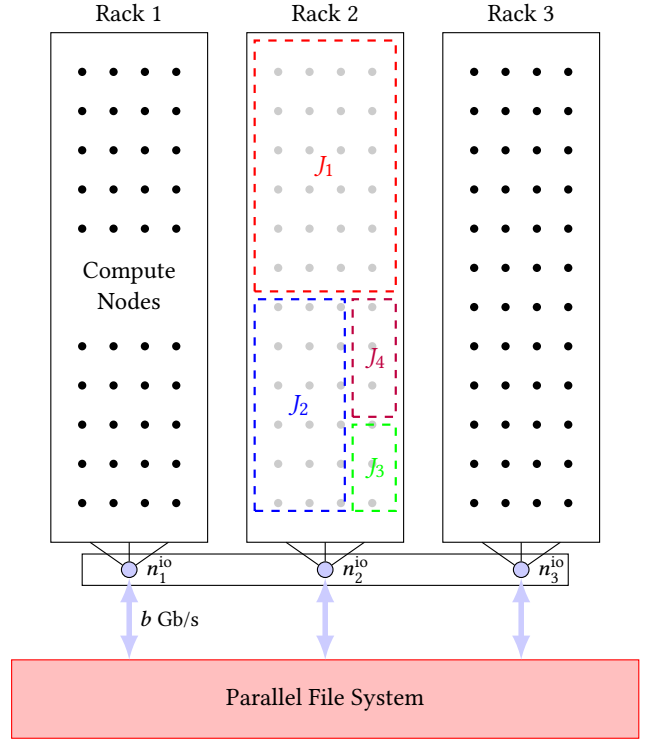 Rack 1
Rack 2
Rack 3
J₁
Compute
Nodes
J₄
J₂
J₃
n₁ⁱᵒ
n₂ⁱᵒ
n₃ⁱᵒ
b Gb/s
Parallel File System